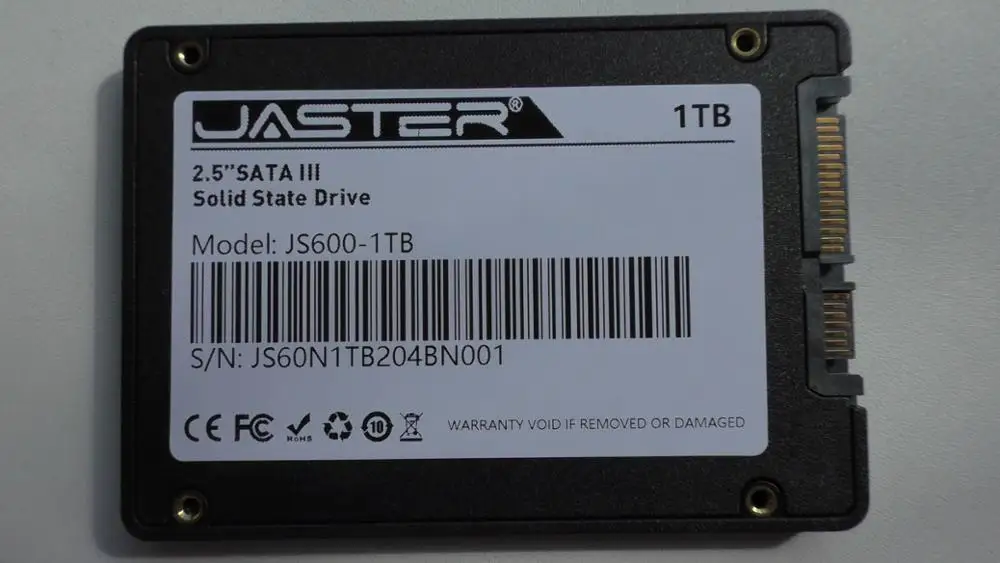 JASTER®
1TB
2.5”SATA III
Solid State Drive
Model: JS600-1TB
S/N: JS60N1TB204BN001
CE FC RoHS 10
WARRANTY VOID IF REMOVED OR DAMAGED